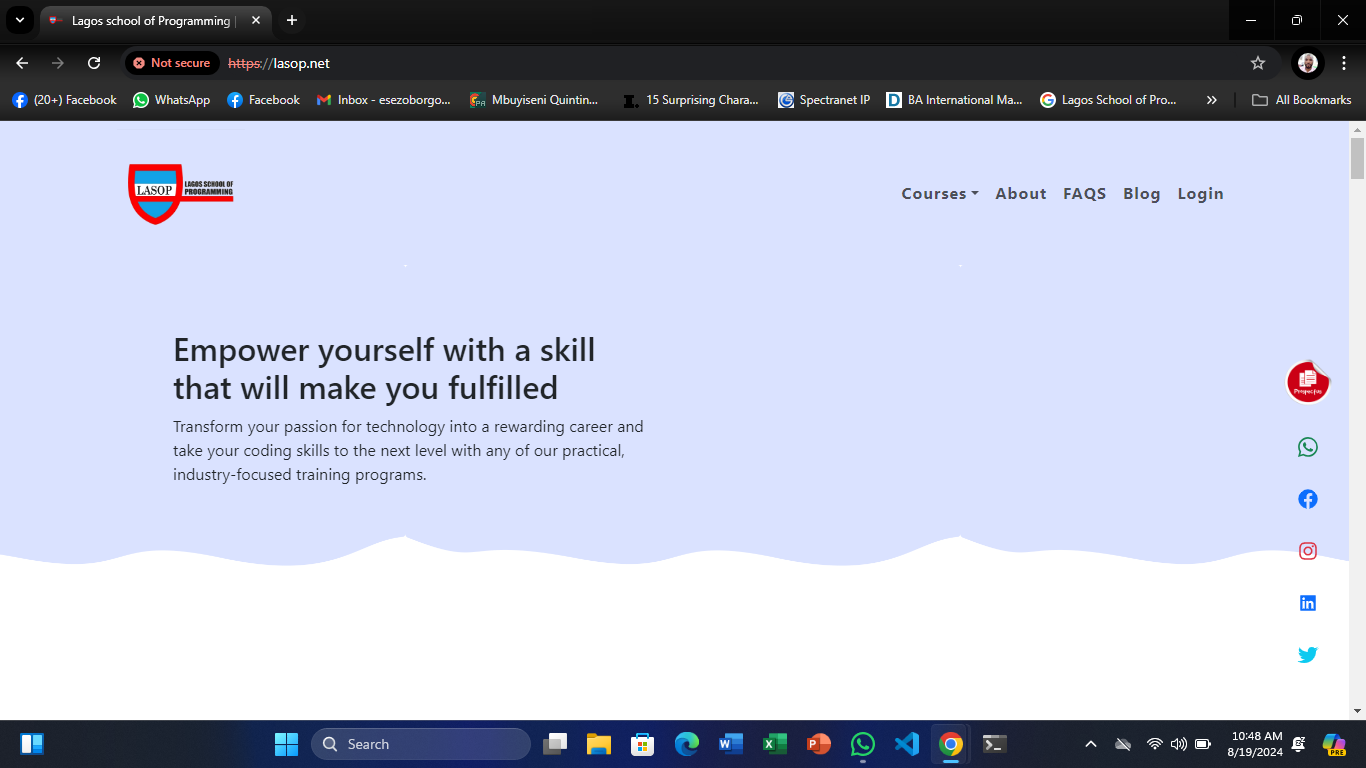 Lagos school of Programming |
Not secure https://lasop.net
(20+) Facebook WhatsApp Facebook Inbox - esezoborgo... Mbuyiseni Quintin... 15 Surprising Chara... Spectranet IP BA International Ma... Lagos School of Pro... » All Bookmarks
LASOP
LAGOS SCHOOL OF
PROGRAMMING
Courses About FAQS Blog Login
Empower yourself with a skill
that will make you fulfilled
Transform your passion for technology into a rewarding career and
take your coding skills to the next level with any of our practical,
industry-focused training programs.
Prospectus
Search
10:48 AM
8/19/2024
PRE